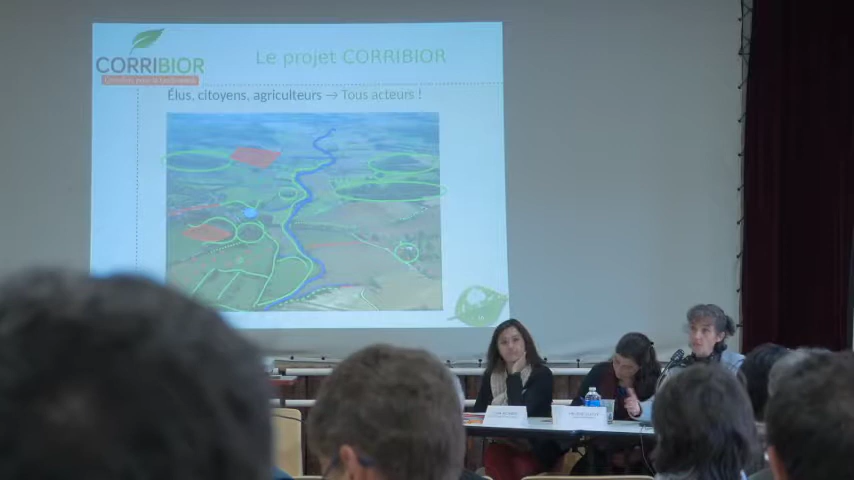 CORRIBIOR
Le projet CORRIBIOR
Élus, citoyens, agriculteurs → Tous acteurs !